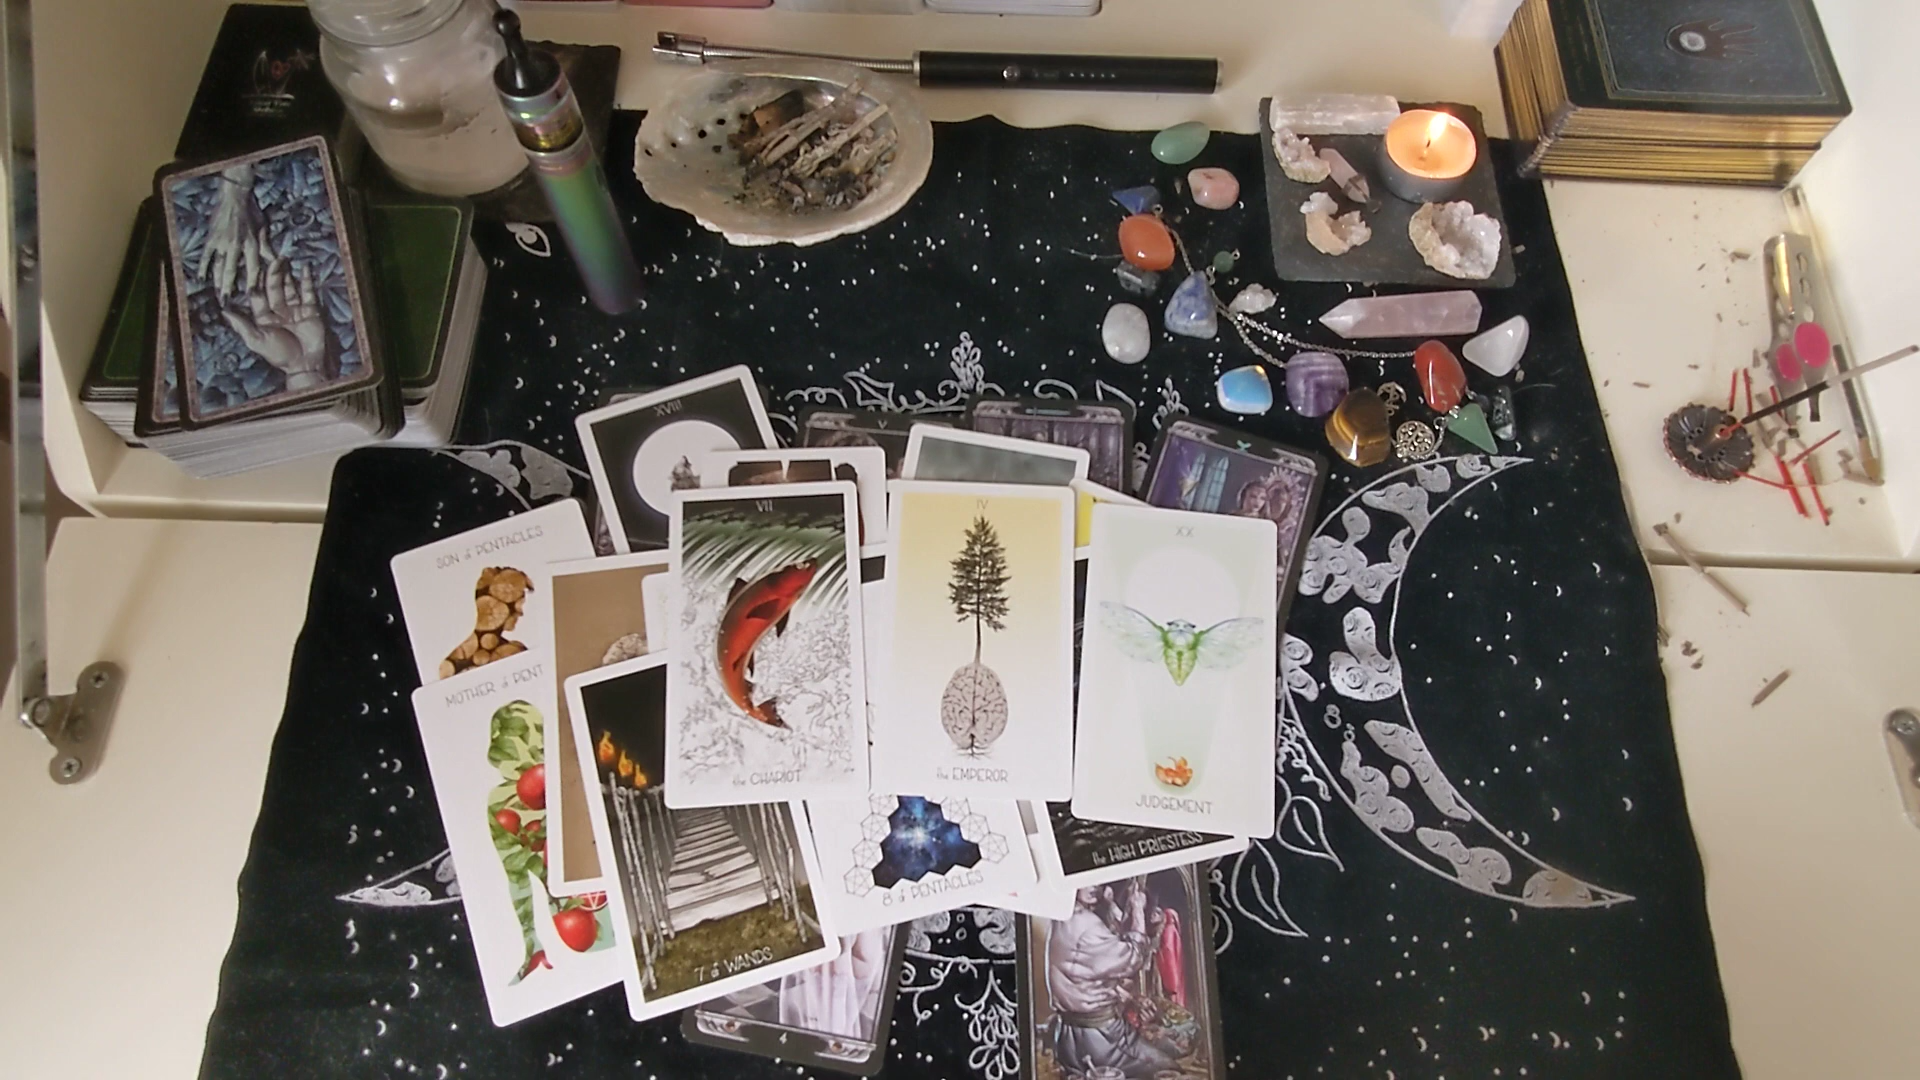 XVIII
VII
IV
XX
SON of PENTACLES
MOTHER of PENT
the CHARIOT
the EMPEROR
JUDGEMENT
the HIGH PRIESTESS
8 of PENTACLES
7 of WANDS
4